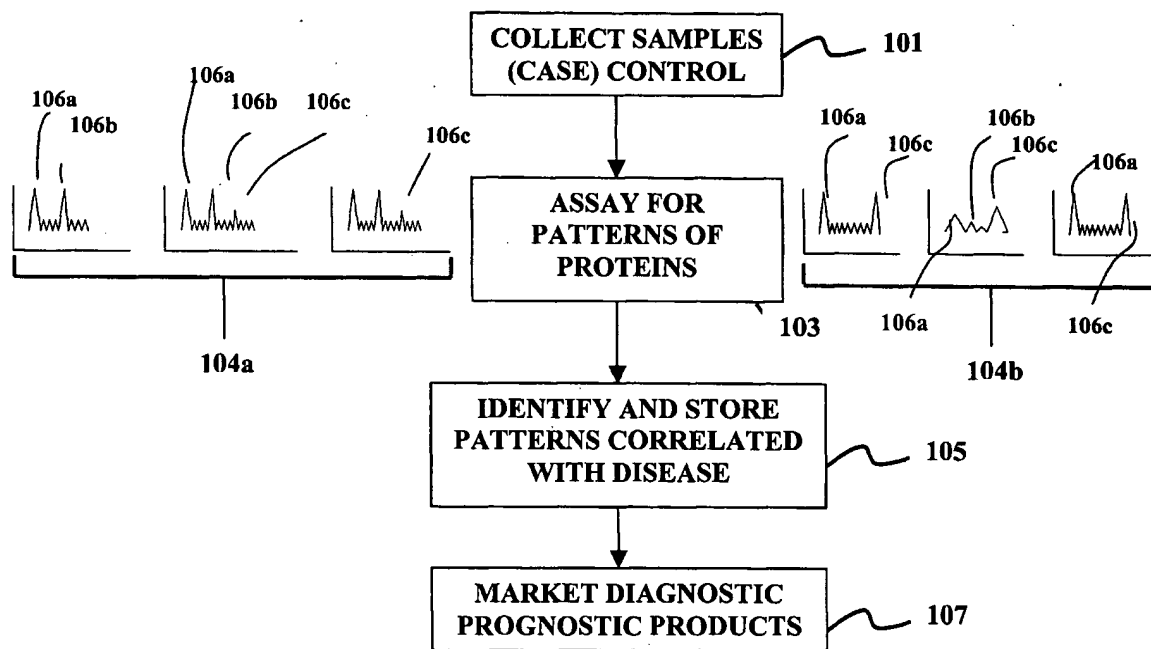 COLLECT SAMPLES
(CASE) CONTROL
101
106a
106b
106a
106b
106c
106c
ASSAY FOR
PATTERNS OF
PROTEINS
103
106a
106c
106b
106c
106a
106a
106c
104a
104b
IDENTIFY AND STORE
PATTERNS CORRELATED
WITH DISEASE
105
MARKET DIAGNOSTIC
PROGNOSTIC PRODUCTS
107